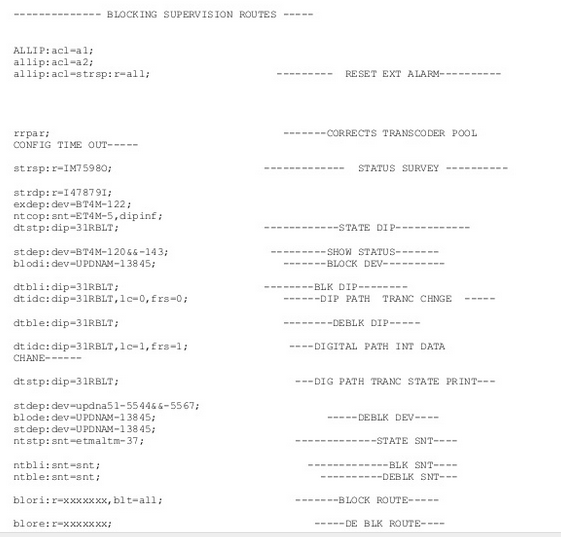 -------------- BLOCKING SUPERVISION ROUTES -----
ALLIP:acl=a1;
allip:acl=a2;
allip:acl=strsp:r=all; --------- RESET EXT ALARM----------
rrpar; -------CORRECTS TRANSCODER POOL
CONFIG TIME OUT-----
strsp:r=IM7598O; ------------- STATUS SURVEY ----------
strdp:r=I47879I;
exdep:dev=BT4M-122;
ntcop:snt=ET4M-5,dipinf;
dtstp:dip=31RBLT; ------------STATE DIP------------
stdep:dev=BT4M-120&&-143; ---------SHOW STATUS-------
blodi:dev=UPDNAM-13845; -------BLOCK DEV----------
dtbli:dip=31RBLT; --------BLK DIP--------
dtidc:dip=31RBLT,lc=0,frs=0; ------DIP PATH TRANC CHNGE -----
dtble:dip=31RBLT; --------DEBLK DIP-----
dtidc:dip=31RBLT,lc=1,frs=1; ----DIGITAL PATH INT DATA
CHANE------
dtstp:dip=31RBLT; ---DIG PATH TRANC STATE PRINT---
stdep:dev=updna51-5544&&-5567;
blode:dev=UPDNAM-13845; -----DEBLK DEV----
stdep:dev=UPDNAM-13845;
ntstp:snt=etmaltm-37; -------------STATE SNT----
ntbli:snt=snt; -------------BLK SNT----
ntble:snt=snt; ----------DEBLK SNT---
blori:r=xxxxxxx,blt=all; -------BLOCK ROUTE-----
blore:r=xxxxxxx; -----DE BLK ROUTE----